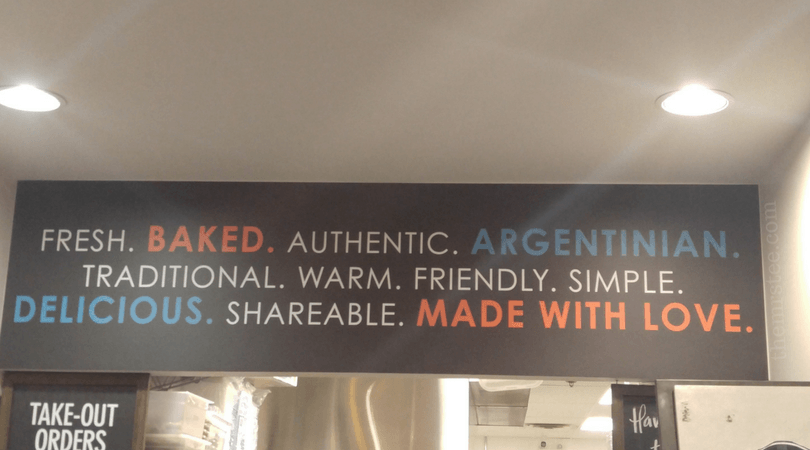 FRESH. BAKED. AUTHENTIC. ARGENTINIAN.
TRADITIONAL. WARM. FRIENDLY. SIMPLE.
DELICIOUS. SHAREABLE. MADE WITH LOVE.
TAKE-OUT
ORDERS